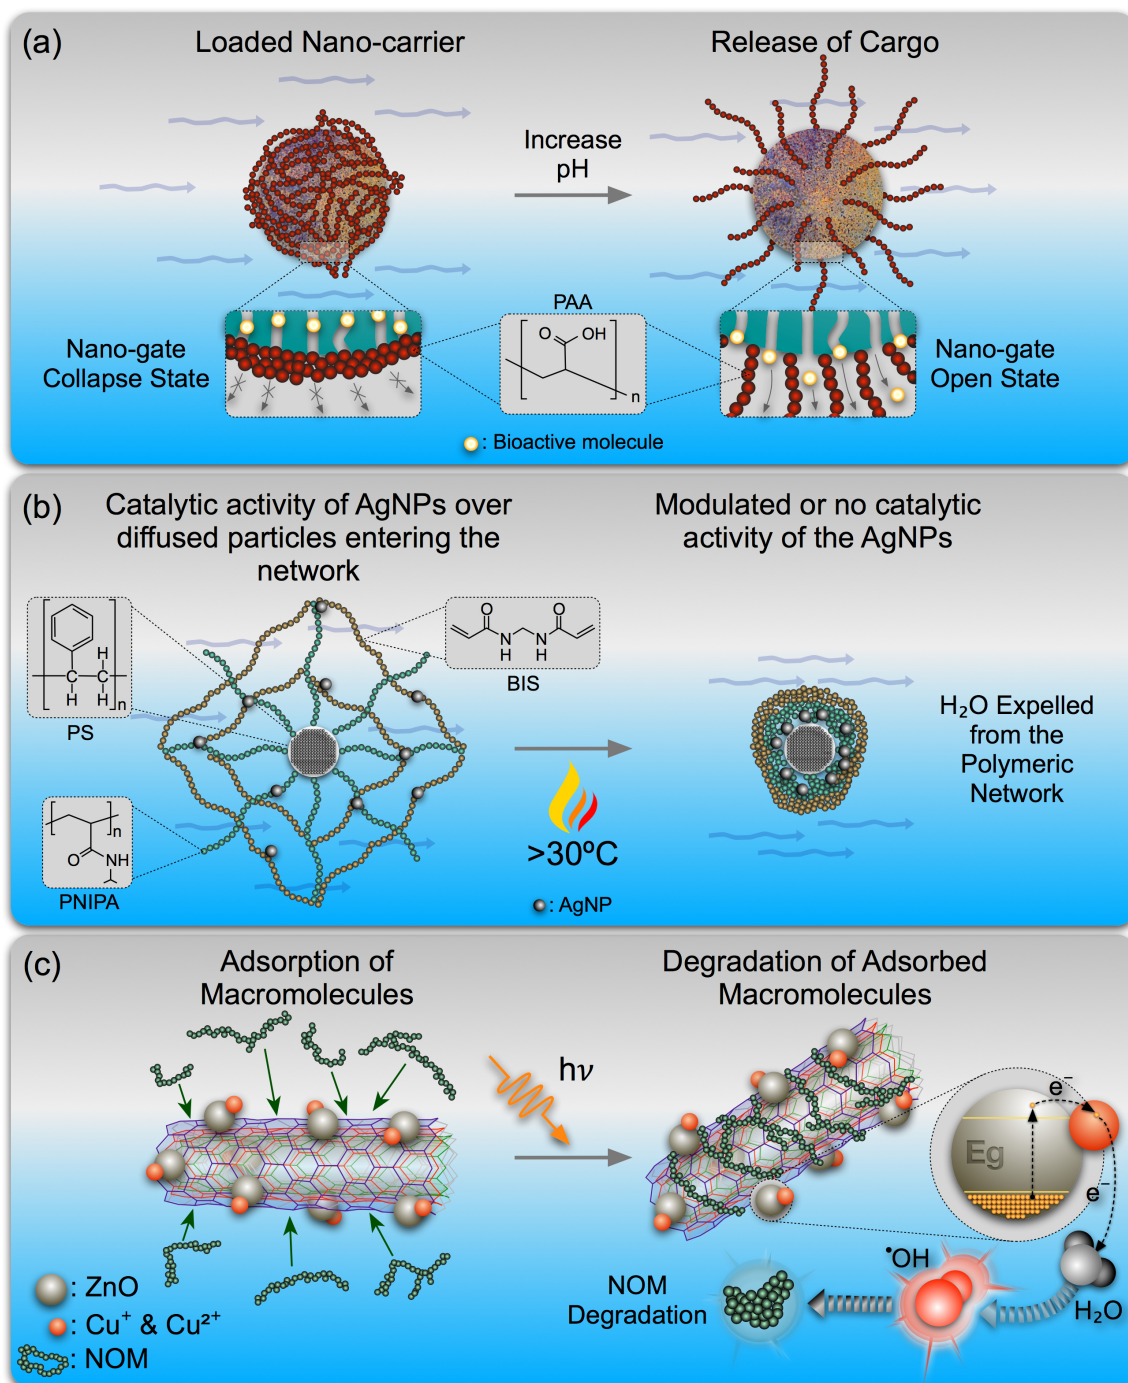 (a)
Loaded Nano-carrier
Release of Cargo
Increase
pH
PAA
O
OH
n
Nano-gate
Collapse State
Nano-gate
Open State
: Bioactive molecule
(b)
Catalytic activity of AgNPs over
diffused particles entering the
network
Modulated or no catalytic
activity of the AgNPs
H
C C
H H
n
PS
O O
N N
H H
BIS
n
O NH
PNIPA
>30ºC
: AgNP
H₂O Expelled
from the
Polymeric
Network
(c)
Adsorption of
Macromolecules
Degradation of Adsorbed
Macromolecules
hν
e⁻
Eg
e⁻
•OH
H₂O
NOM
Degradation
: ZnO
: Cu⁺ & Cu²⁺
: NOM